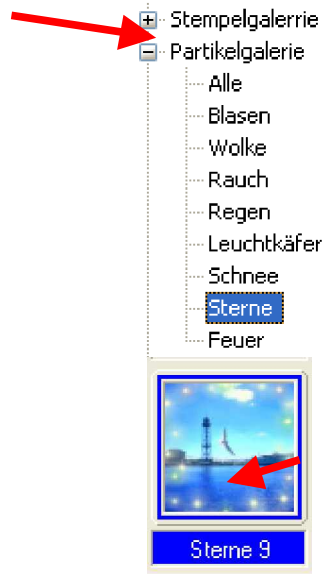 Stempelgalerrie
Partikelgalerie
Alle
Blasen
Wolke
Rauch
Regen
Leuchtkäfer
Schnee
Sterne
Feuer
Sterne 9